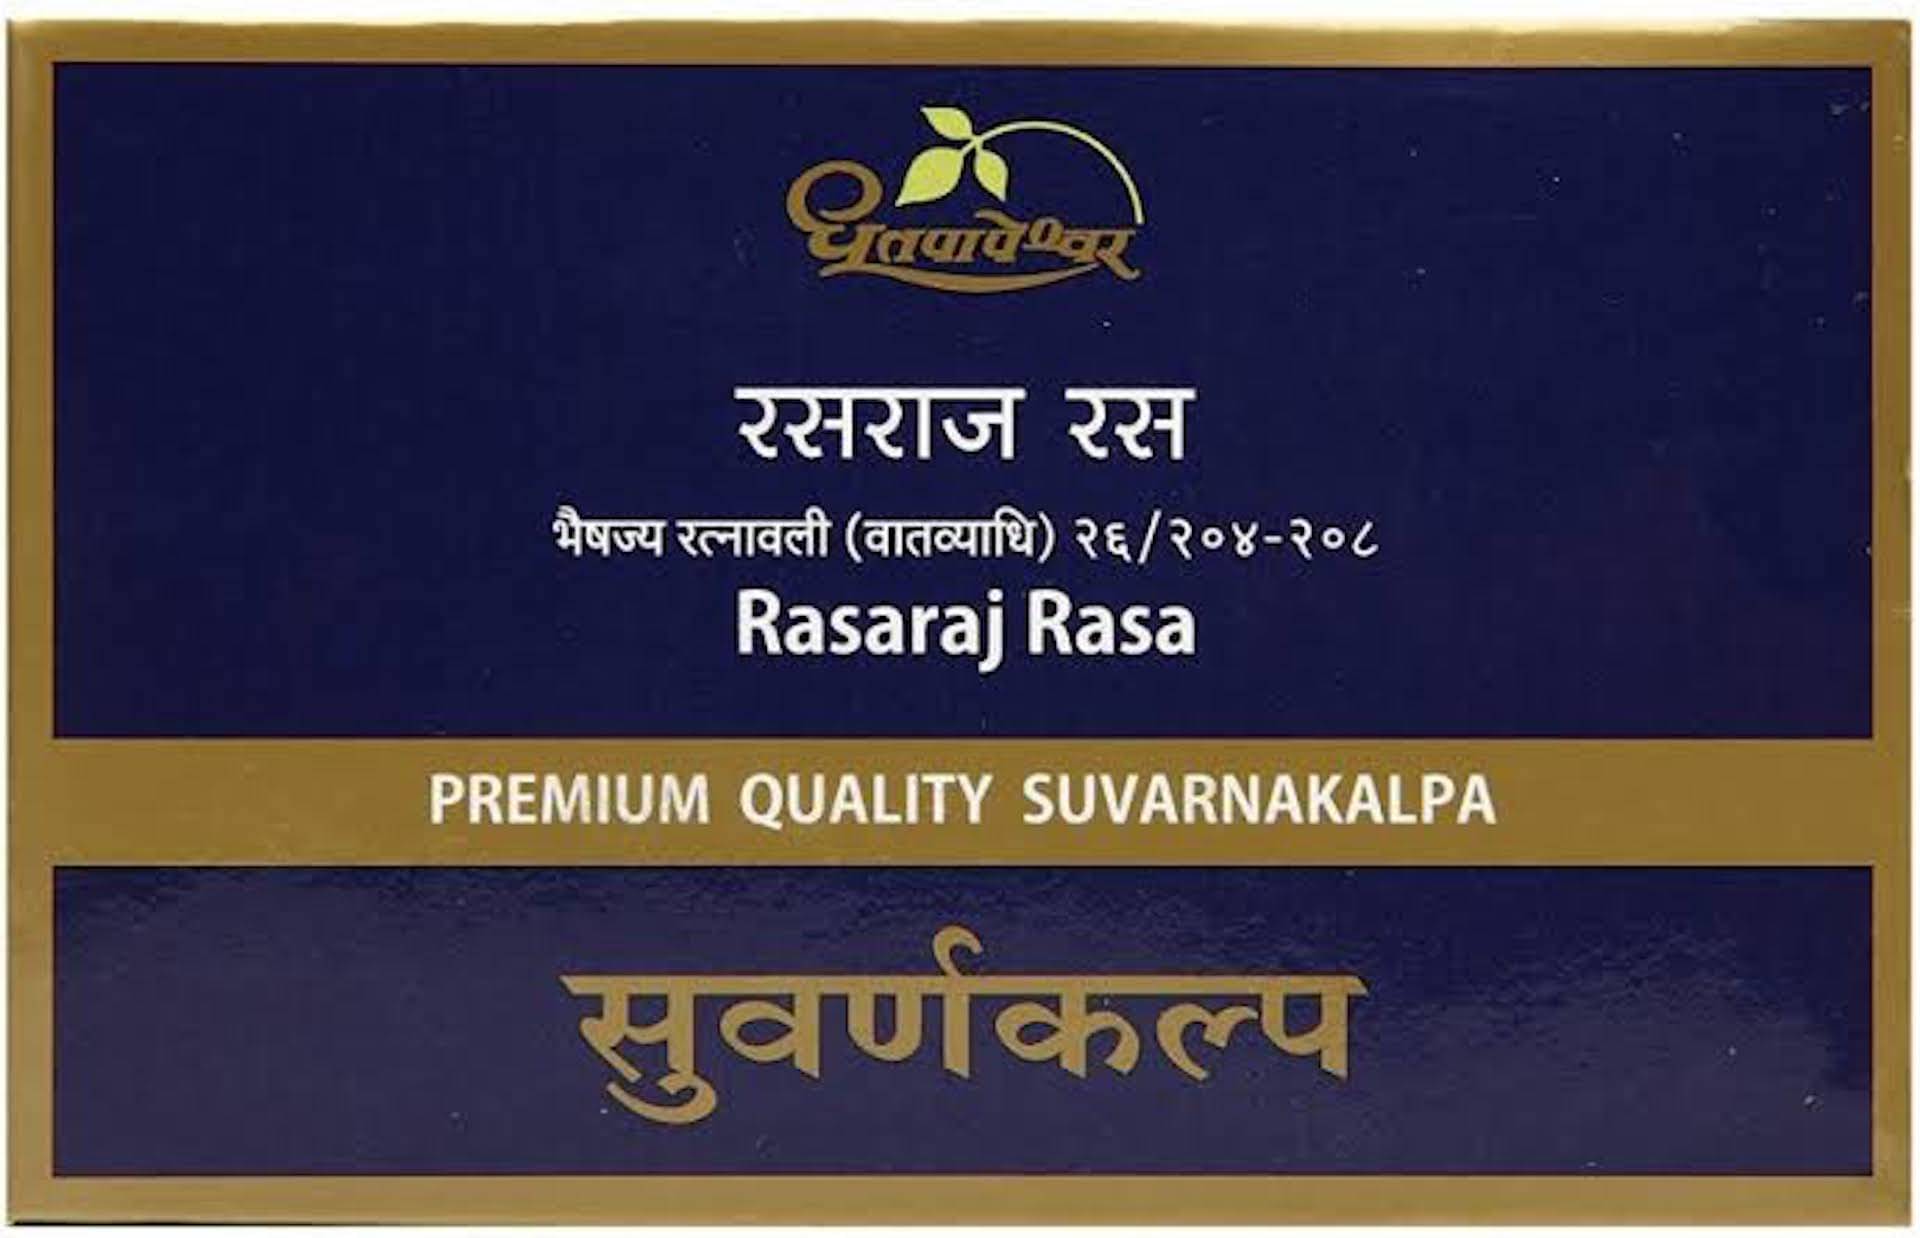 धूतपापेश्वर
रसराज रस
भैषज्य रत्नावली (वातव्याधि) २६/२०४-२०८
Rasaraj Rasa
PREMIUM QUALITY SUVARNAKALPA
सुवर्णकल्प